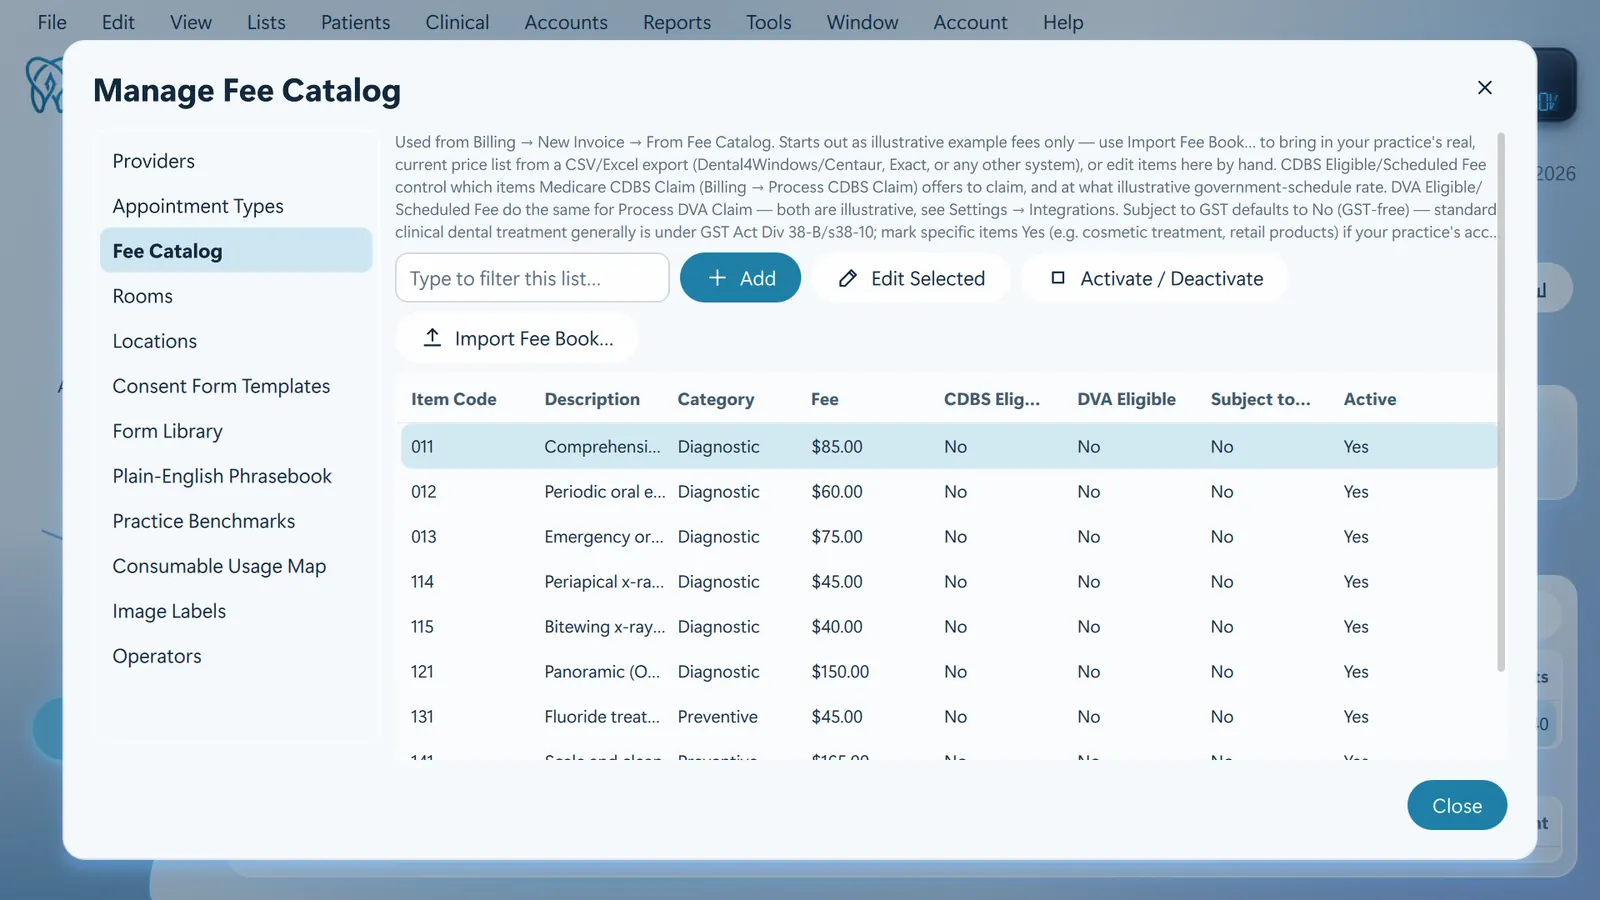 File Edit View Lists Patients Clinical Accounts Reports Tools Window Account Help
Manage Fee Catalog
Providers
Appointment Types
Fee Catalog
Rooms
Locations
Consent Form Templates
Form Library
Plain-English Phrasebook
Practice Benchmarks
Consumable Usage Map
Image Labels
Operators
Used from Billing → New Invoice → From Fee Catalog. Starts out as illustrative example fees only — use Import Fee Book... to bring in your practice's real,
current price list from a CSV/Excel export (Dental4Windows/Centaur, Exact, or any other system), or edit items here by hand. CDBS Eligible/Scheduled Fee
control which items Medicare CDBS Claim (Billing → Process CDBS Claim) offers to claim, and at what illustrative government-schedule rate. DVA Eligible/
Scheduled Fee do the same for Process DVA Claim — both are illustrative, see Settings → Integrations. Subject to GST defaults to No (GST-free) — standard
clinical dental treatment generally is under GST Act Div 38-B/s38-10; mark specific items Yes (e.g. cosmetic treatment, retail products) if your practice's acc...
Type to filter this list... Add Edit Selected Activate / Deactivate
Import Fee Book...
Item Code Description Category Fee CDBS Elig... DVA Eligible Subject to... Active
011 Comprehensi... Diagnostic $85.00 No No No Yes
012 Periodic oral e... Diagnostic $60.00 No No No Yes
013 Emergency or... Diagnostic $75.00 No No No Yes
114 Periapical x-ra... Diagnostic $45.00 No No No Yes
115 Bitewing x-ray... Diagnostic $40.00 No No No Yes
121 Panoramic (O... Diagnostic $150.00 No No No Yes
131 Fluoride treat... Preventive $45.00 No No No Yes
141 Scale and clean Preventive $165.00 No No No Yes
Close
2026